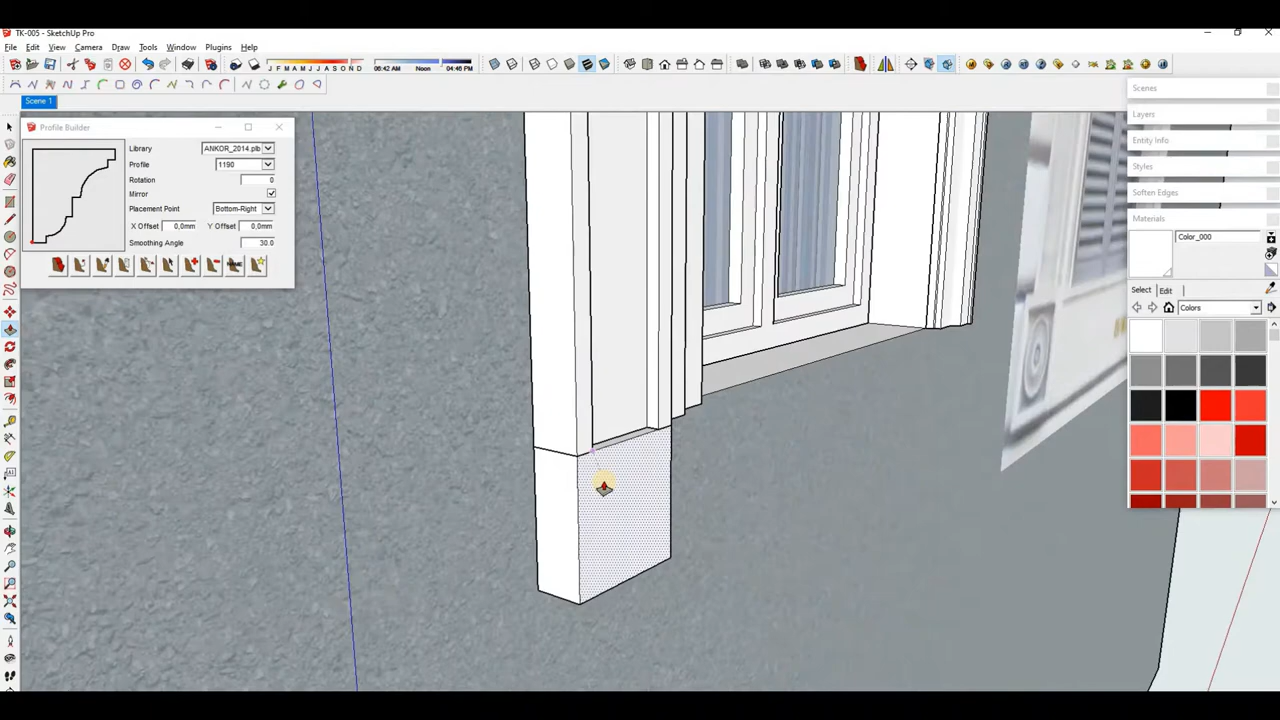 TK-005 - SketchUp Pro
File Edit View Camera Draw Tools Window Plugins Help
J F M A M J J A S O N D 06:42 AM Noon 04:46 PM
Scene 1
Profile Builder
Library ANKOR_2014.plb
Profile 1190
Rotation 0
Mirror
Placement Point Bottom-Right
X Offset 0,0mm Y Offset 0,0mm
Smoothing Angle 30.0
NAME
Scenes
Layers
Entity Info
Styles
Soften Edges
Materials
Color_000
Select Edit
Colors